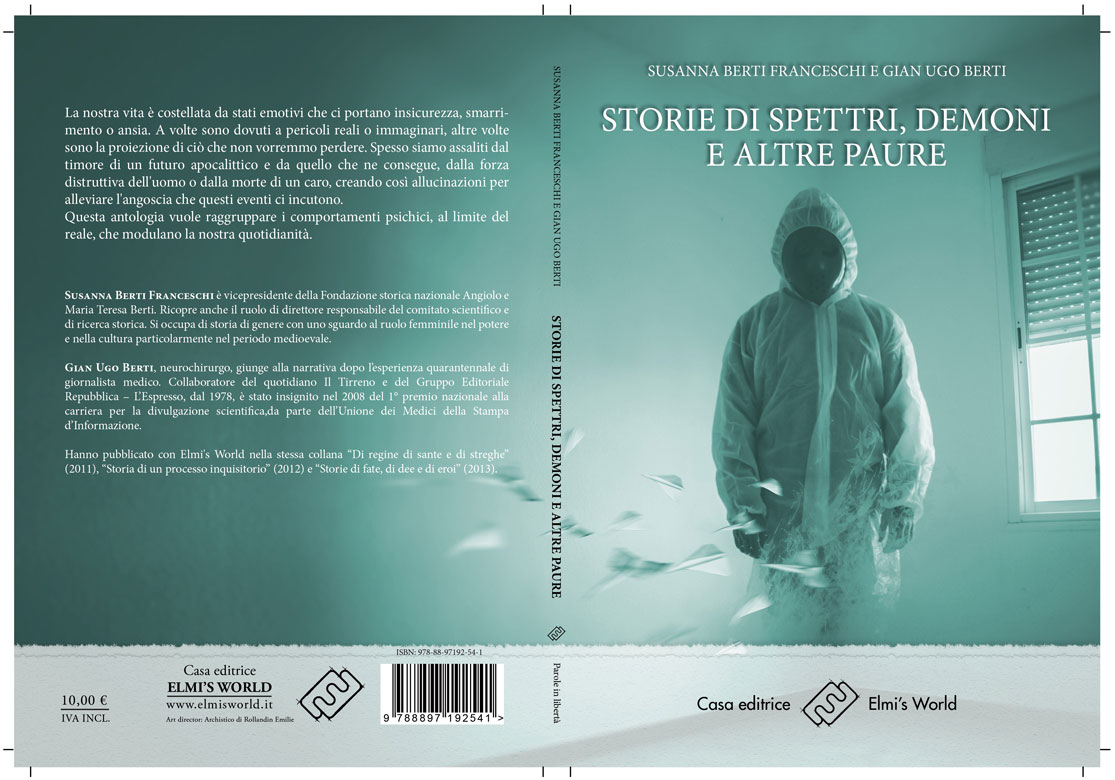 La nostra vita è costellata da stati emotivi che ci portano insicurezza, smarri-
mento o ansia. A volte sono dovuti a pericoli reali o immaginari, altre volte
sono la proiezione di ciò che non vorremmo perdere. Spesso siamo assaliti dal
timore di un futuro apocalittico e da quello che ne consegue, dalla forza
distruttiva dell'uomo o dalla morte di un caro, creando così allucinazioni per
alleviare l'angoscia che questi eventi ci incutono.
Questa antologia vuole raggruppare i comportamenti psichici, al limite del
reale, che modulano la nostra quotidianità.
Susanna Berti Franceschi è vicepresidente della Fondazione storica nazionale Angiolo e
Maria Teresa Berti. Ricopre anche il ruolo di direttore responsabile del comitato scientifico e
di ricerca storica. Si occupa di storia di genere con uno sguardo al ruolo femminile nel potere
e nella cultura particolarmente nel periodo medioevale.
Gian Ugo Berti, neurochirurgo, giunge alla narrativa dopo l'esperienza quarantennale di
giornalista medico. Collaboratore del quotidiano Il Tirreno e del Gruppo Editoriale
Repubblica – L'Espresso, dal 1978, è stato insignito nel 2008 del 1° premio nazionale alla
carriera per la divulgazione scientifica,da parte dell'Unione dei Medici della Stampa
d'Informazione.
Hanno pubblicato con Elmi's World nella stessa collana "Di regine di sante e di streghe"
(2011), "Storia di un processo inquisitorio" (2012) e "Storie di fate, di dee e di eroi" (2013).
10,00 €
IVA INCL.
Casa editrice
ELMI'S WORLD
www.elmisworld.it
Art director: Archistico di Rollandin Emilie
ISBN: 978-88-97192-54-1
9 788897 192541 >
SUSANNA BERTI FRANCESCHI E GIAN UGO BERTI
STORIE DI SPETTRI, DEMONI E ALTRE PAURE
Parole in libertà
SUSANNA BERTI FRANCESCHI E GIAN UGO BERTI
STORIE DI SPETTRI, DEMONI
E ALTRE PAURE
Casa editrice Elmi's World